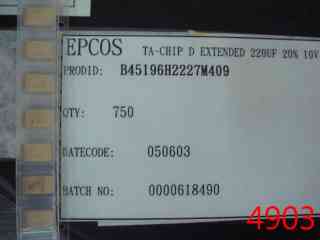 EPCOS TA-CHIP D EXTENDED 220UF 20% 10V
PRODID: B45196H2227M409
QTY: 750
DATECODE: 050603
BATCH NO: 0000618490
4903